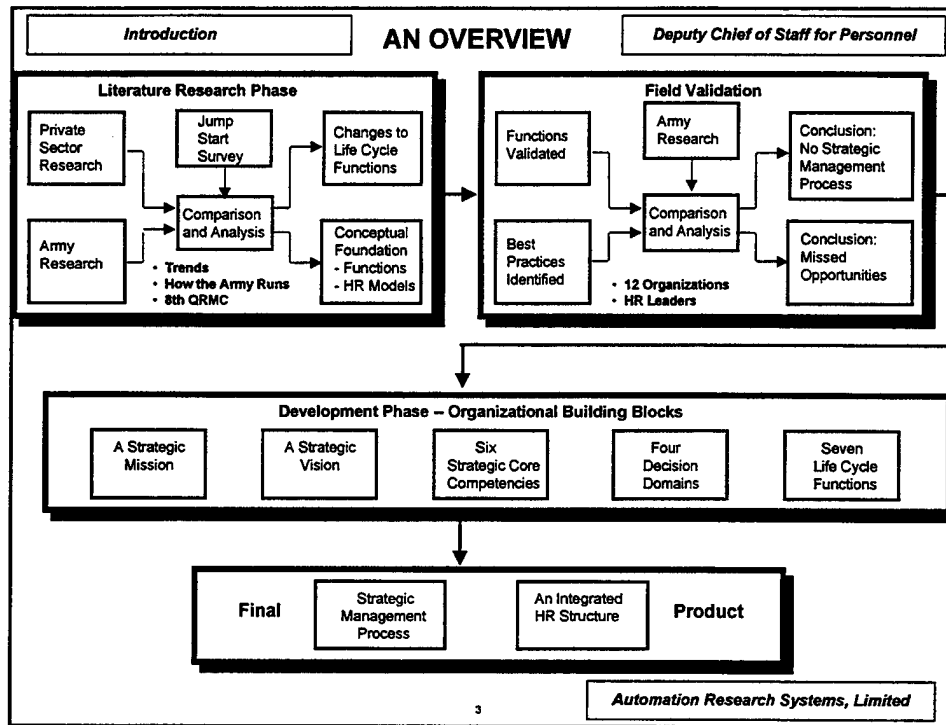 Introduction
AN OVERVIEW
Deputy Chief of Staff for Personnel
Literature Research Phase
Private
Sector
Research
Jump
Start
Survey
Changes to
Life Cycle
Functions
Army
Research
Comparison
and Analysis
Conceptual
Foundation
- Functions
- HR Models
• Trends
• How the Army Runs
• 8th QRMC
Field Validation
Functions
Validated
Army
Research
Conclusion:
No Strategic
Management
Process
Best
Practices
Identified
Comparison
and Analysis
Conclusion:
Missed
Opportunities
• 12 Organizations
• HR Leaders
Development Phase – Organizational Building Blocks
A Strategic
Mission
A Strategic
Vision
Six
Strategic Core
Competencies
Four
Decision
Domains
Seven
Life Cycle
Functions
Final
Strategic
Management
Process
An Integrated
HR Structure
Product
3
Automation Research Systems, Limited